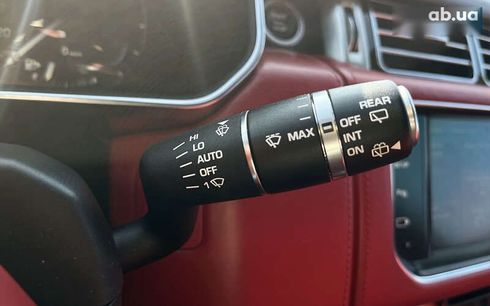 ab.ua
REAR
HI
LO
AUTO
OFF
1
MAX
OFF
INT
ON